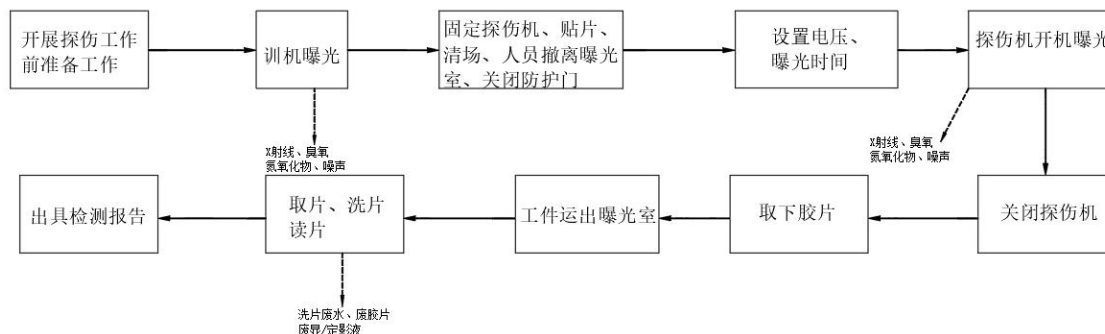 开展探伤工作
前准备工作
训机曝光
固定探伤机、贴片、
清场、人员撤离曝光
室、关闭防护门
设置电压、
曝光时间
探伤机开机曝光
X射线、臭氧
氮氧化物、噪声
X射线、臭氧
氮氧化物、噪声
出具检测报告
取片、洗片
读片
工件运出曝光室
取下胶片
关闭探伤机
洗片废水、废胶片
废显/定影液